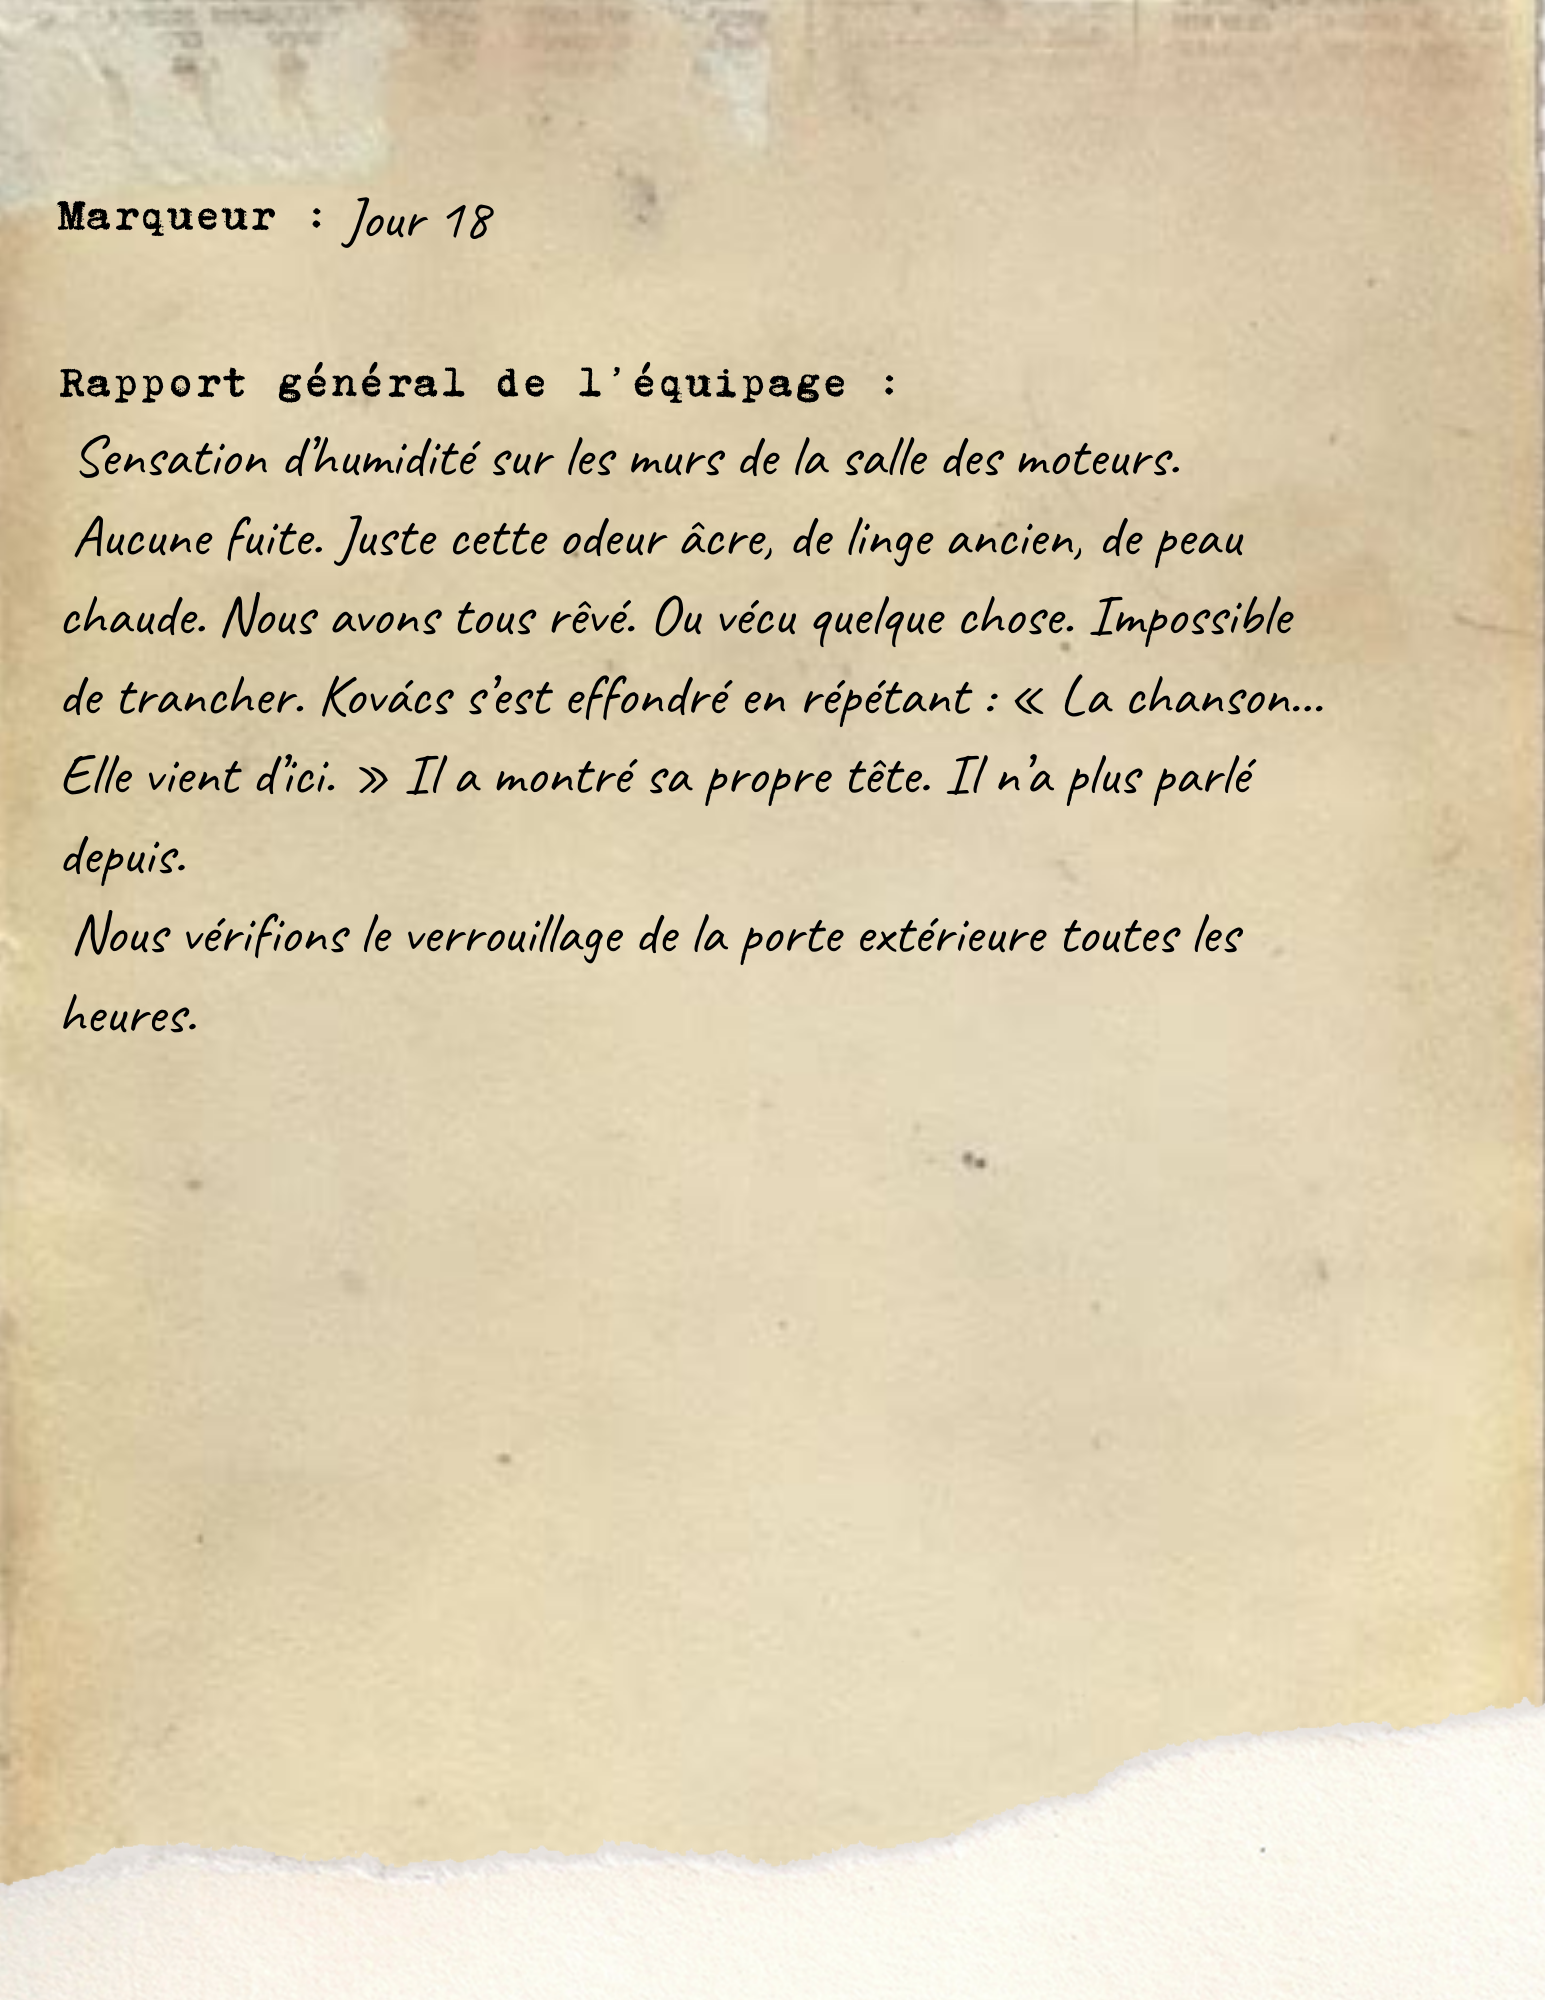 Marqueur : Jour 18
Rapport général de l'équipage :
Sensation d’humidité sur les murs de la salle des moteurs.
Aucune fuite. Juste cette odeur âcre, de linge ancien, de peau
chaude. Nous avons tous rêvé. Ou vécu quelque chose. Impossible
de trancher. Kovács s’est effondré en répétant : « La chanson...
Elle vient d’ici. » Il a montré sa propre tête. Il n’a plus parlé
depuis.
Nous vérifions le verrouillage de la porte extérieure toutes les
heures.